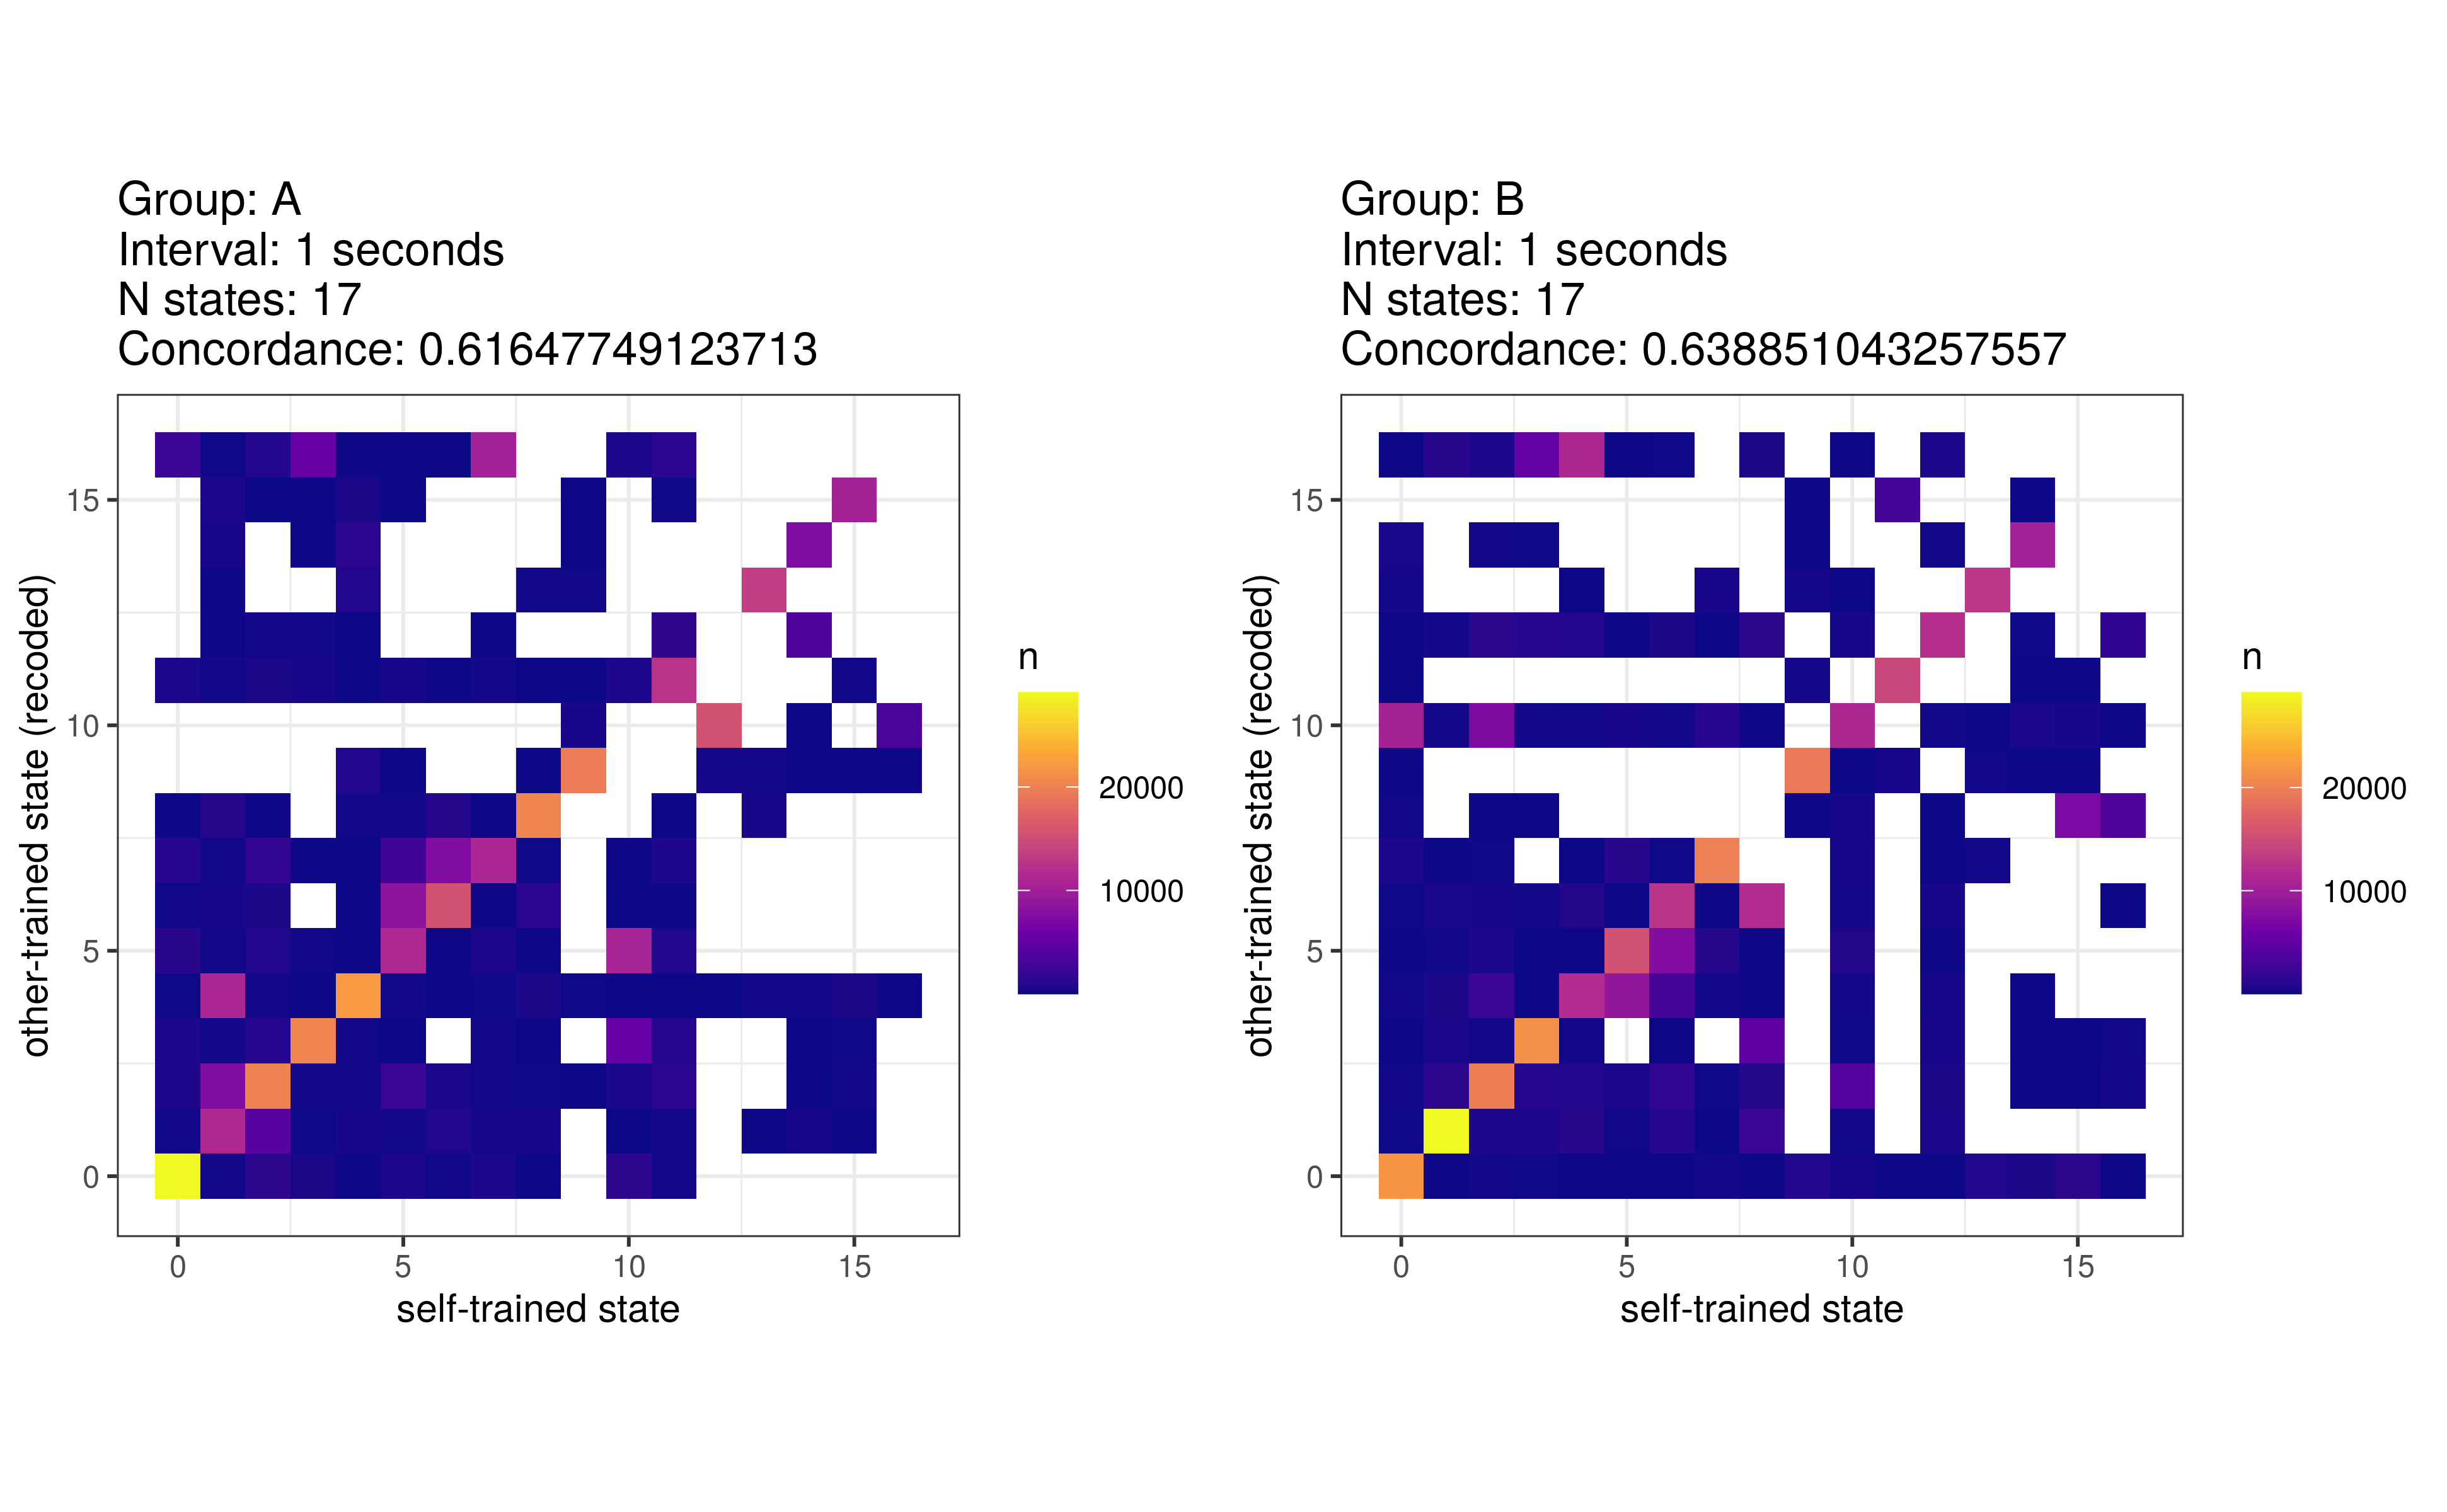 Group: A
Interval: 1 seconds
N states: 17
Concordance: 0.61647749123713
other-trained state (recoded)
15
10
5
0
0 5 10 15
self-trained state
n
20000
10000
Group: B
Interval: 1 seconds
N states: 17
Concordance: 0.638851043257557
other-trained state (recoded)
15
10
5
0
0 5 10 15
self-trained state
n
20000
10000